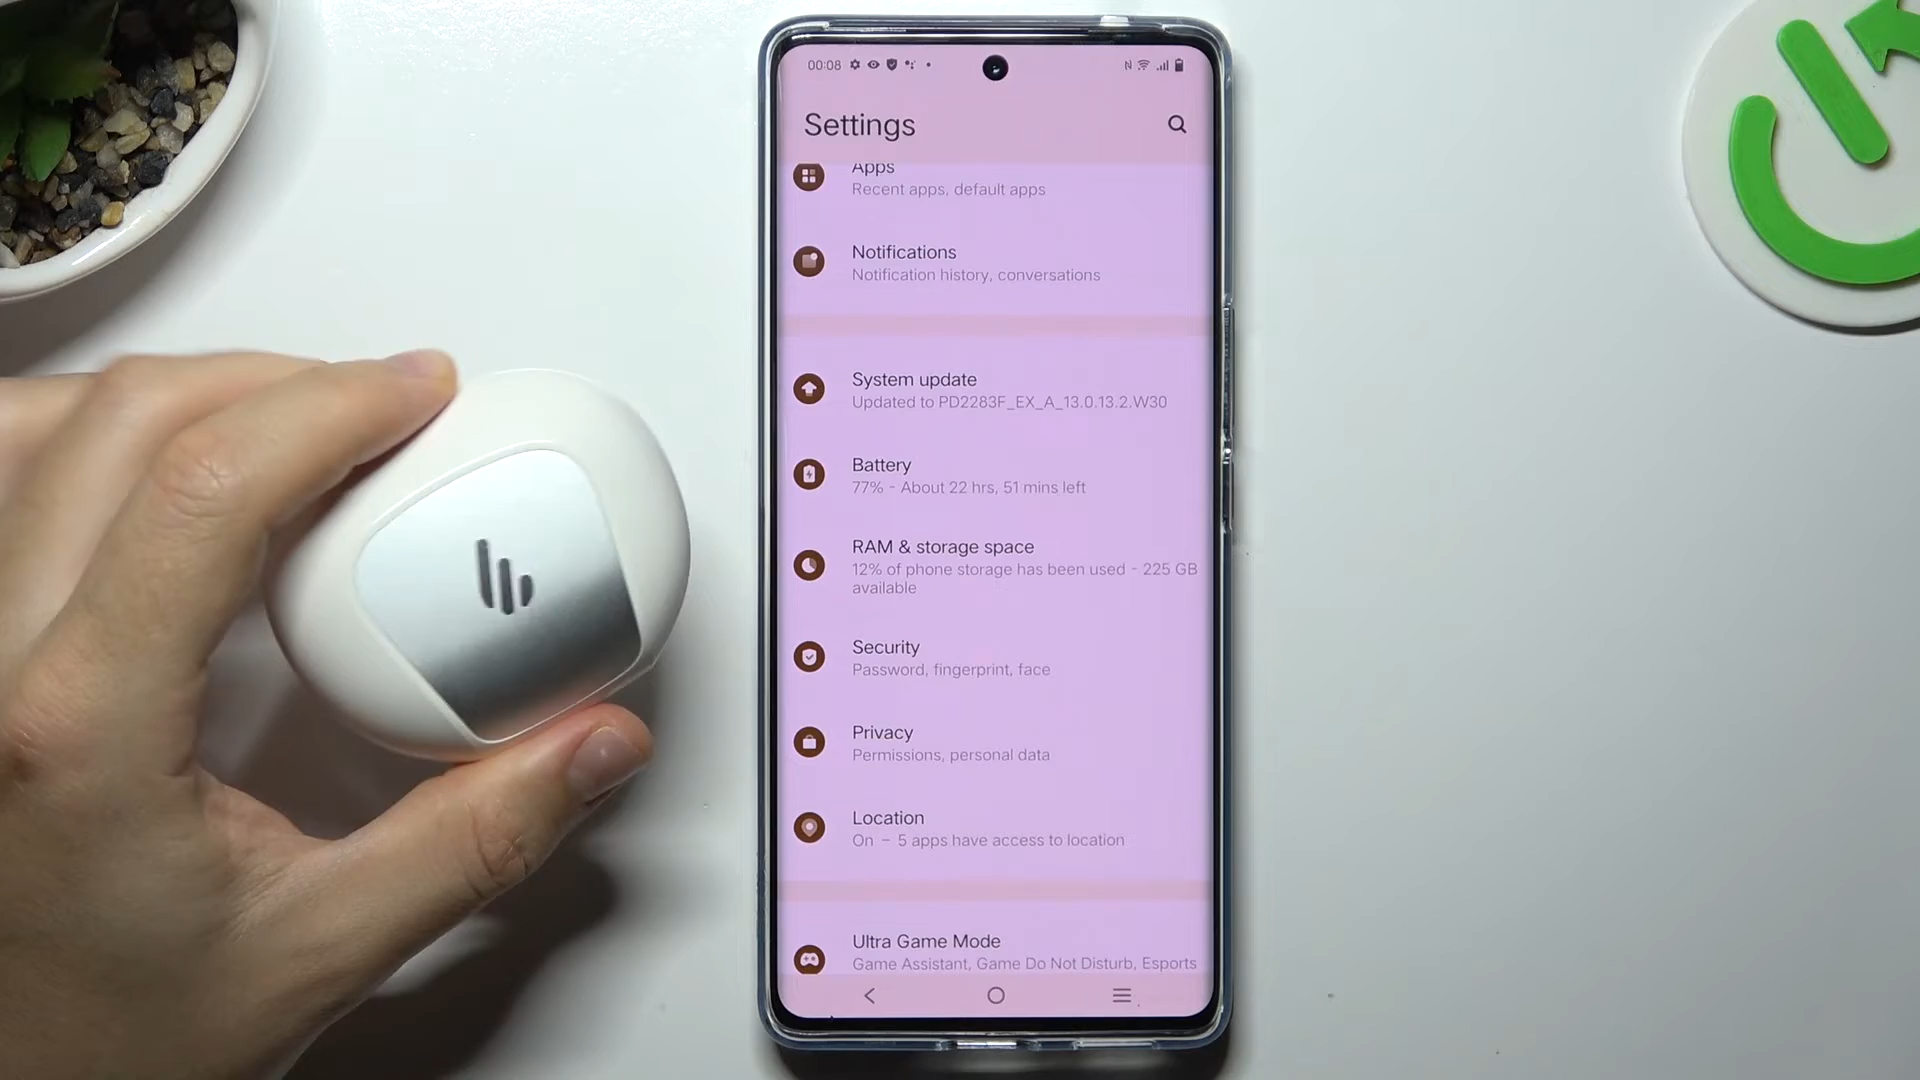 00:08
Settings
Apps
Recent apps, default apps
Notifications
Notification history, conversations
System update
Updated to PD2283F_EX_A_13.0.13.2.W30
Battery
77% - About 22 hrs, 51 mins left
RAM & storage space
12% of phone storage has been used - 225 GB
available
Security
Password, fingerprint, face
Privacy
Permissions, personal data
Location
On - 5 apps have access to location
Ultra Game Mode
Game Assistant, Game Do Not Disturb, Esports